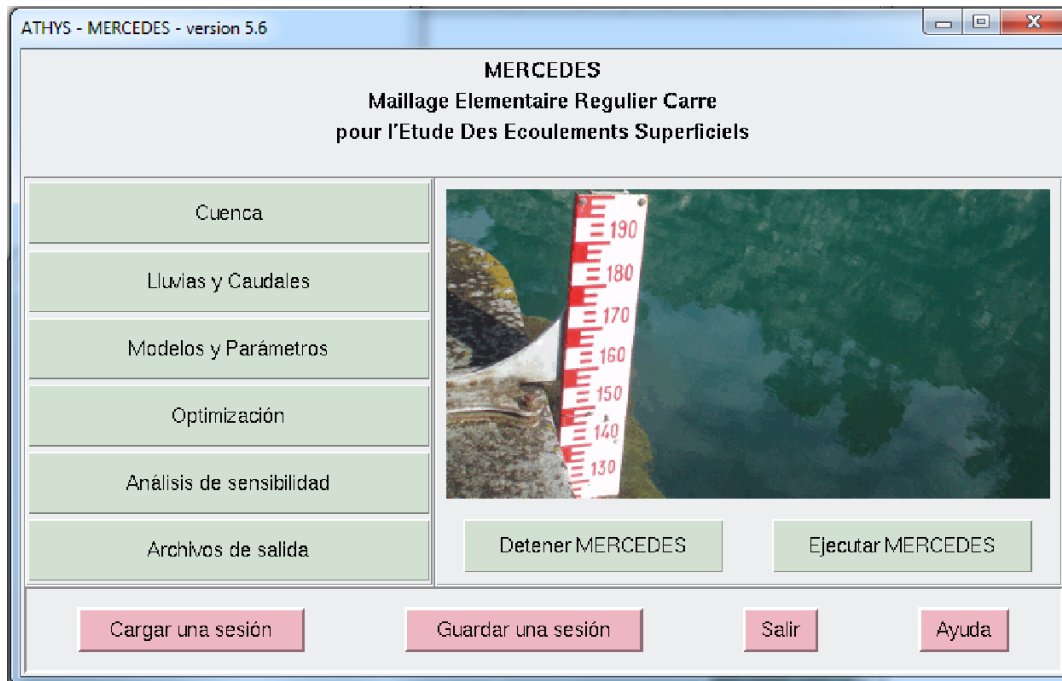 ATHYS - MERCEDES - version 5.6
MERCEDES
Maillage Elementaire Regulier Carre
pour l'Etude Des Ecoulements Superficiels
Cuenca
Lluvias y Caudales
Modelos y Parámetros
Optimización
Análisis de sensibilidad
Archivos de salida
190
180
170
160
150
140
130
Detener MERCEDES
Ejecutar MERCEDES
Cargar una sesión
Guardar una sesión
Salir
Ayuda